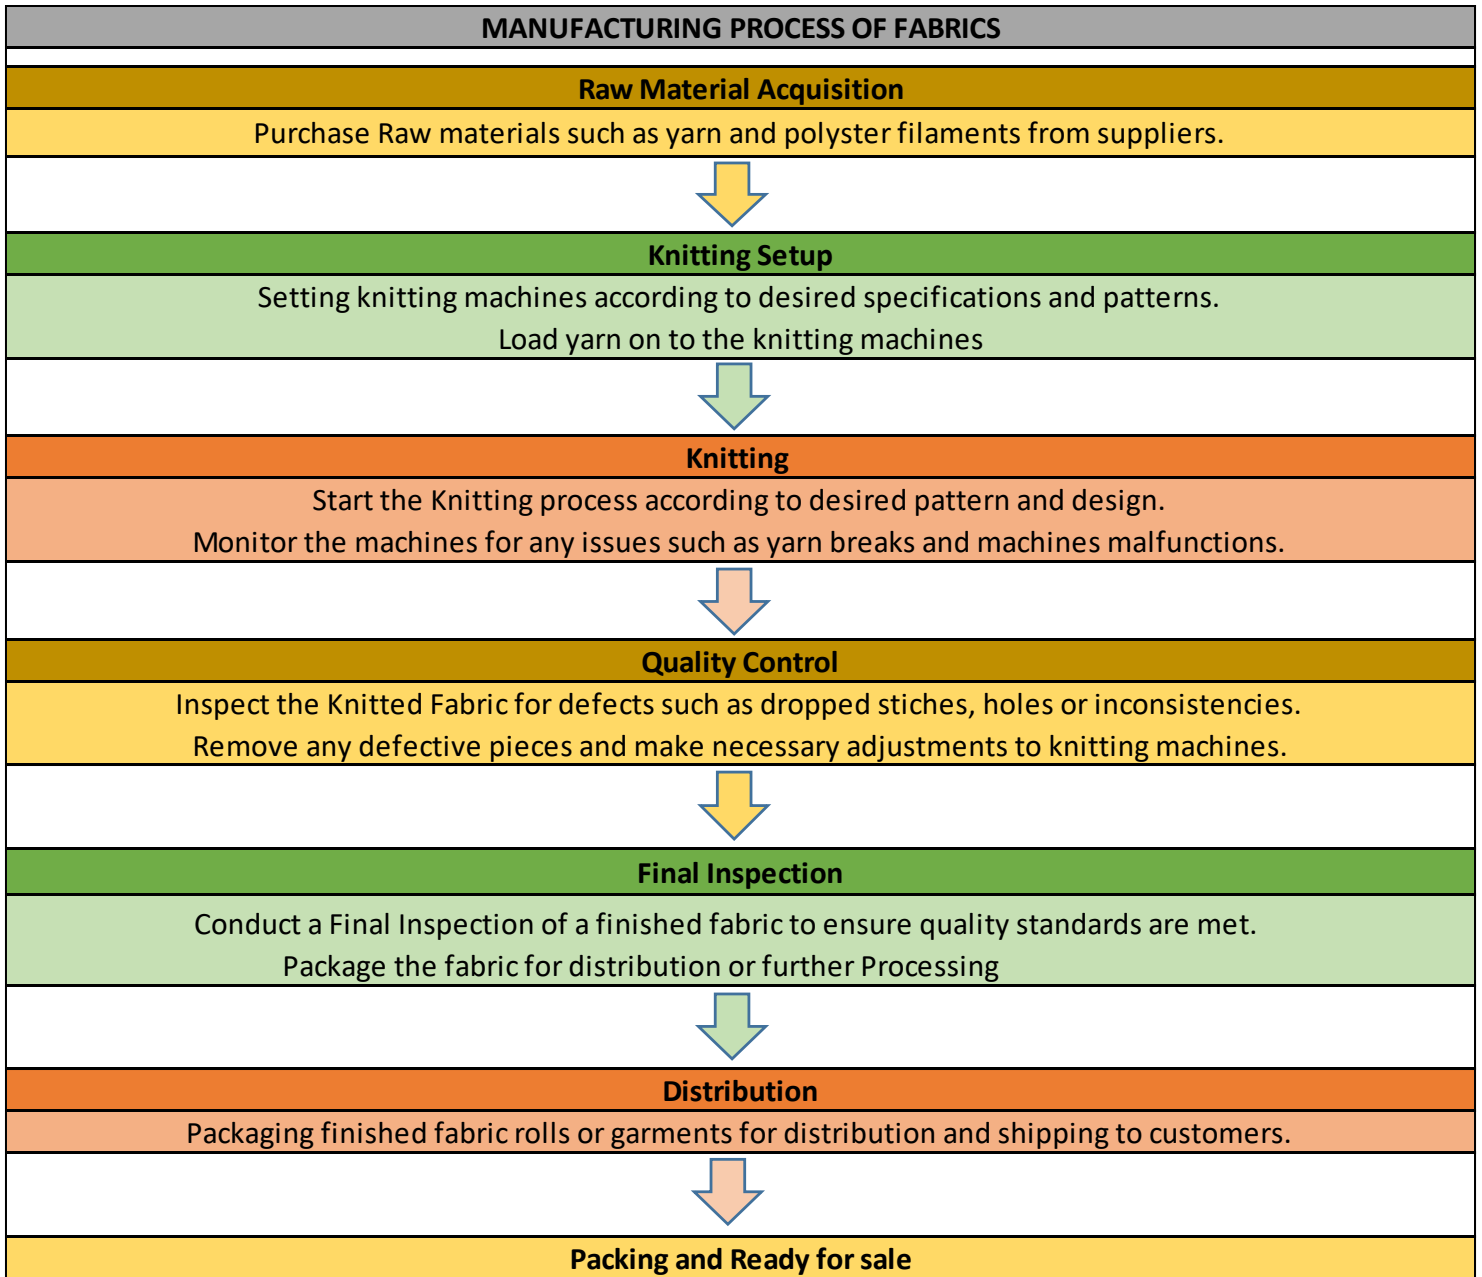 MANUFACTURING PROCESS OF FABRICS
Raw Material Acquisition
Purchase Raw materials such as yarn and polyster filaments from suppliers.
Knitting Setup
Setting knitting machines according to desired specifications and patterns.
Load yarn on to the knitting machines
Knitting
Start the Knitting process according to desired pattern and design.
Monitor the machines for any issues such as yarn breaks and machines malfunctions.
Quality Control
Inspect the Knitted Fabric for defects such as dropped stiches, holes or inconsistencies.
Remove any defective pieces and make necessary adjustments to knitting machines.
Final Inspection
Conduct a Final Inspection of a finished fabric to ensure quality standards are met.
Package the fabric for distribution or further Processing
Distribution
Packaging finished fabric rolls or garments for distribution and shipping to customers.
Packing and Ready for sale